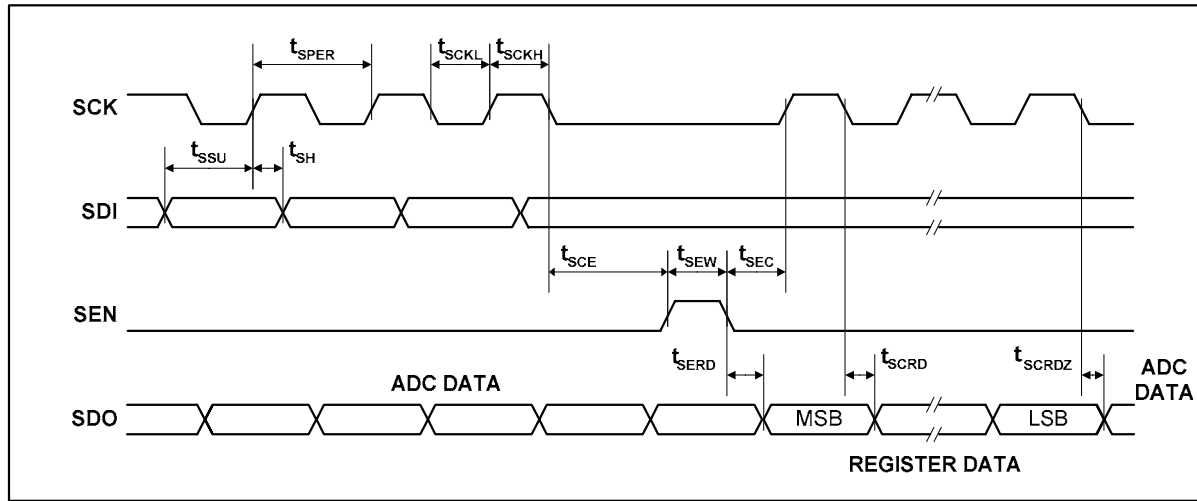 tSPER
tSCKL
tSCKH
SCK
tSSU
tSH
SDI
tSCE
tSEW
tSEC
SEN
tSERD
tSCRD
tSCRDZ
ADC DATA
ADC DATA
SDO
MSB
LSB
REGISTER DATA